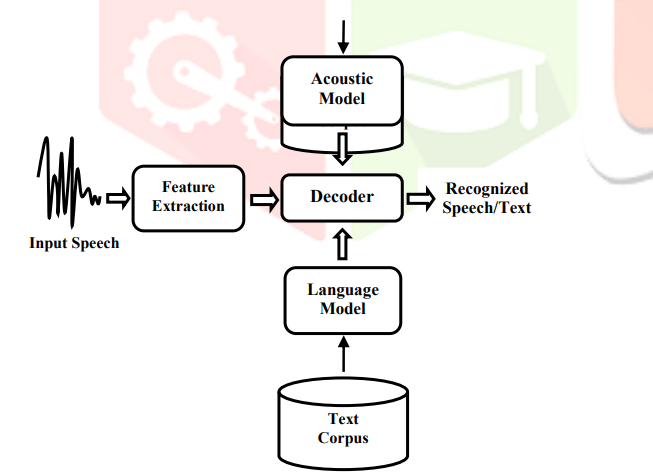 Acoustic
Model
Feature
Extraction
Decoder
Recognized
Speech/Text
Input Speech
Language
Model
Text
Corpus